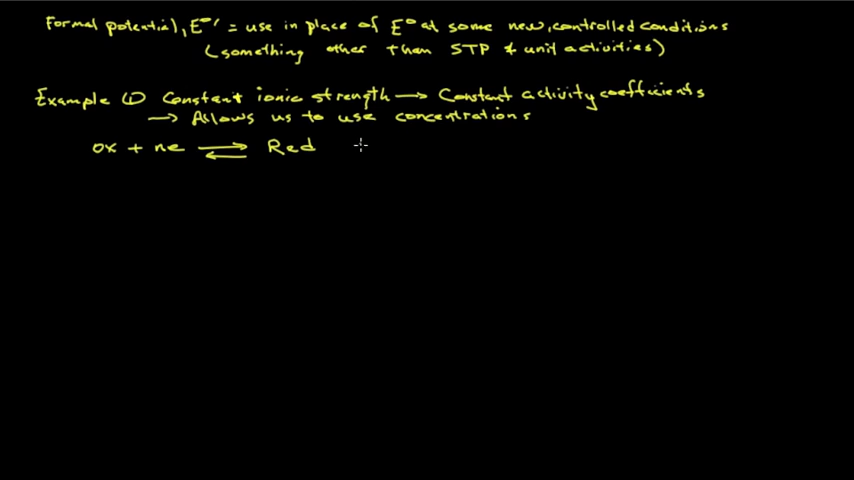 Formal potential, E°' = use in place of E° at some new, controlled conditions
(something other than STP & unit activities)
Example ① Constant ionic strength → Constant activity coefficients
→ Allows us to use concentrations
Ox + ne ⇌ Red